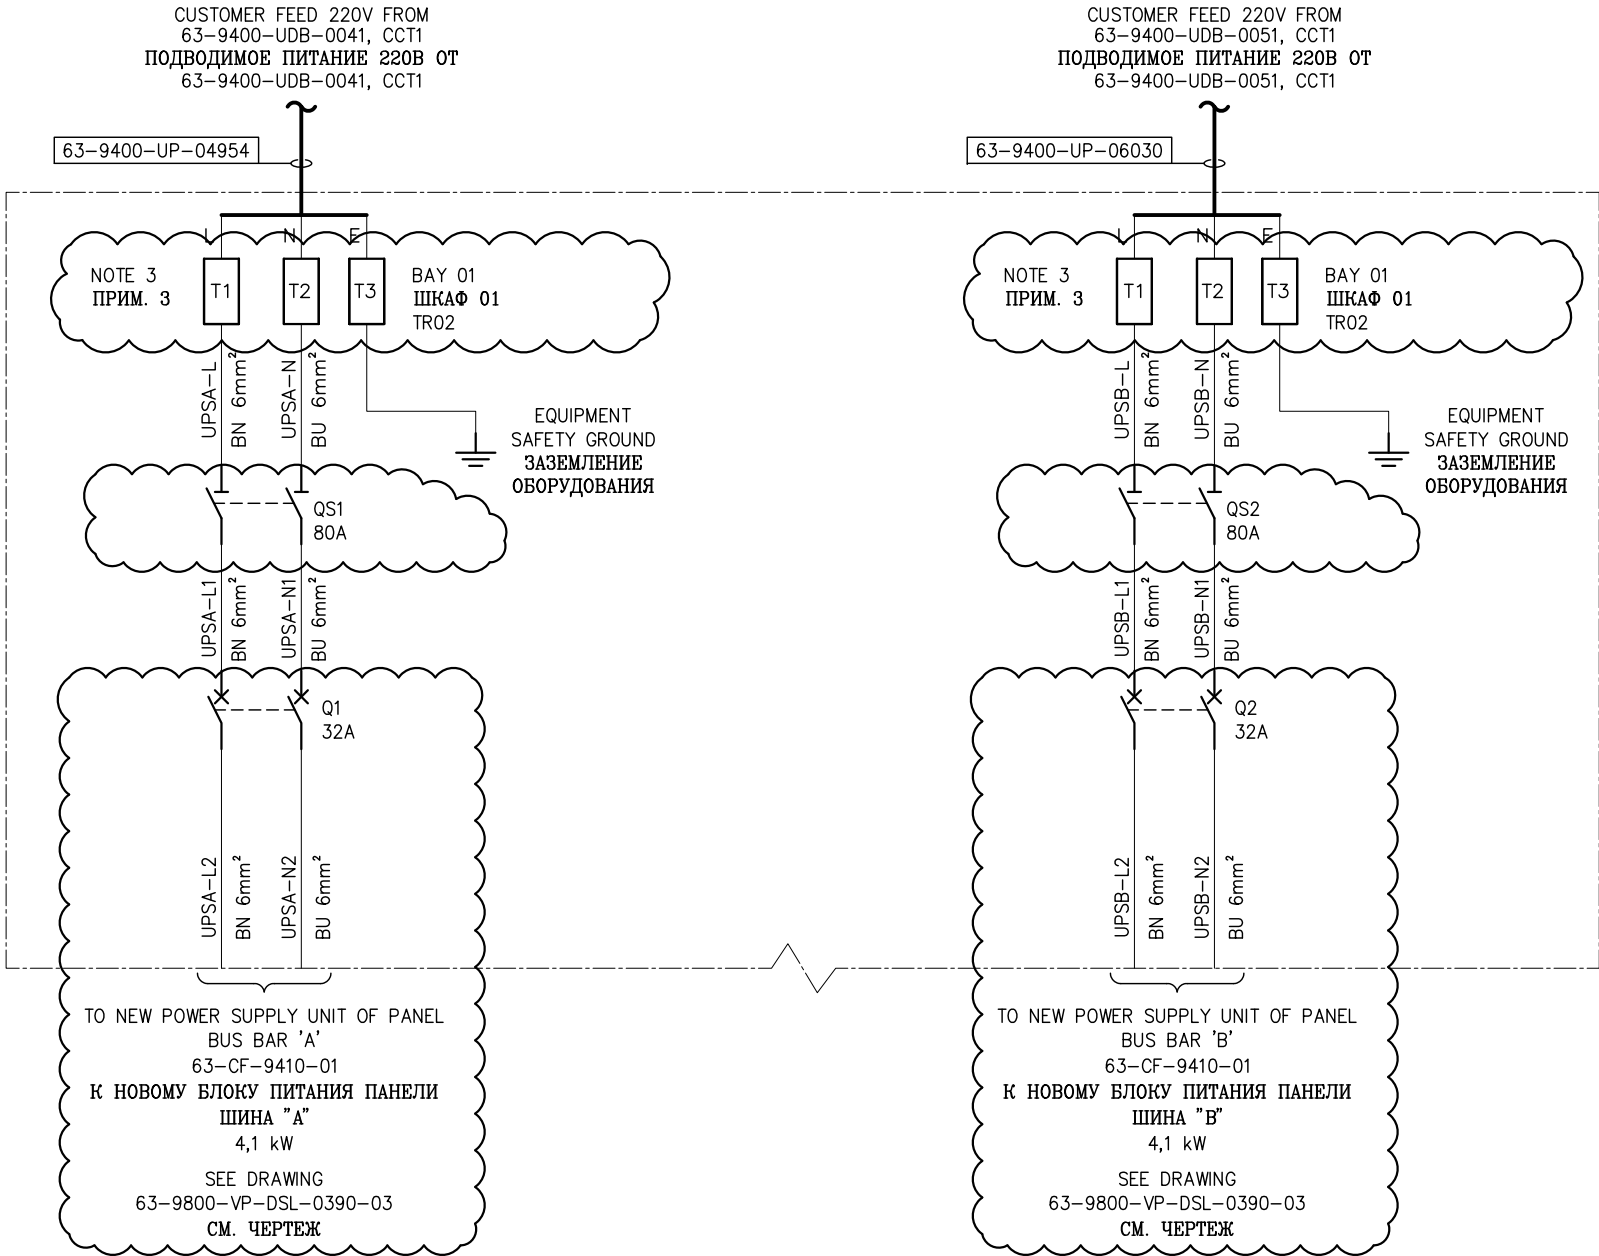 CUSTOMER FEED 220V FROM
63-9400-UDB-0041, CCT1
ПОДВОДИМОЕ ПИТАНИЕ 220В ОТ
63-9400-UDB-0041, CCT1
63-9400-UP-04954
L N E
NOTE 3
ПРИМ. 3
T1 T2 T3
BAY 01
ШКАФ 01
TR02
UPSA-L
BN 6mm²
UPSA-N
BU 6mm²
EQUIPMENT
SAFETY GROUND
ЗАЗЕМЛЕНИЕ
ОБОРУДОВАНИЯ
QS1
80A
UPSA-L1
BN 6mm²
UPSA-N1
BU 6mm²
Q1
32A
UPSA-L2
BN 6mm²
UPSA-N2
BU 6mm²
TO NEW POWER SUPPLY UNIT OF PANEL
BUS BAR 'A'
63-CF-9410-01
К НОВОМУ БЛОКУ ПИТАНИЯ ПАНЕЛИ
ШИНА "А"
4,1 kW
SEE DRAWING
63-9800-VP-DSL-0390-03
СМ. ЧЕРТЕЖ
CUSTOMER FEED 220V FROM
63-9400-UDB-0051, CCT1
ПОДВОДИМОЕ ПИТАНИЕ 220В ОТ
63-9400-UDB-0051, CCT1
63-9400-UP-06030
L N E
NOTE 3
ПРИМ. 3
T1 T2 T3
BAY 01
ШКАФ 01
TR02
UPSB-L
BN 6mm²
UPSB-N
BU 6mm²
EQUIPMENT
SAFETY GROUND
ЗАЗЕМЛЕНИЕ
ОБОРУДОВАНИЯ
QS2
80A
UPSB-L1
BN 6mm²
UPSB-N1
BU 6mm²
Q2
32A
UPSB-L2
BN 6mm²
UPSB-N2
BU 6mm²
TO NEW POWER SUPPLY UNIT OF PANEL
BUS BAR 'B'
63-CF-9410-01
К НОВОМУ БЛОКУ ПИТАНИЯ ПАНЕЛИ
ШИНА "В"
4,1 kW
SEE DRAWING
63-9800-VP-DSL-0390-03
СМ. ЧЕРТЕЖ